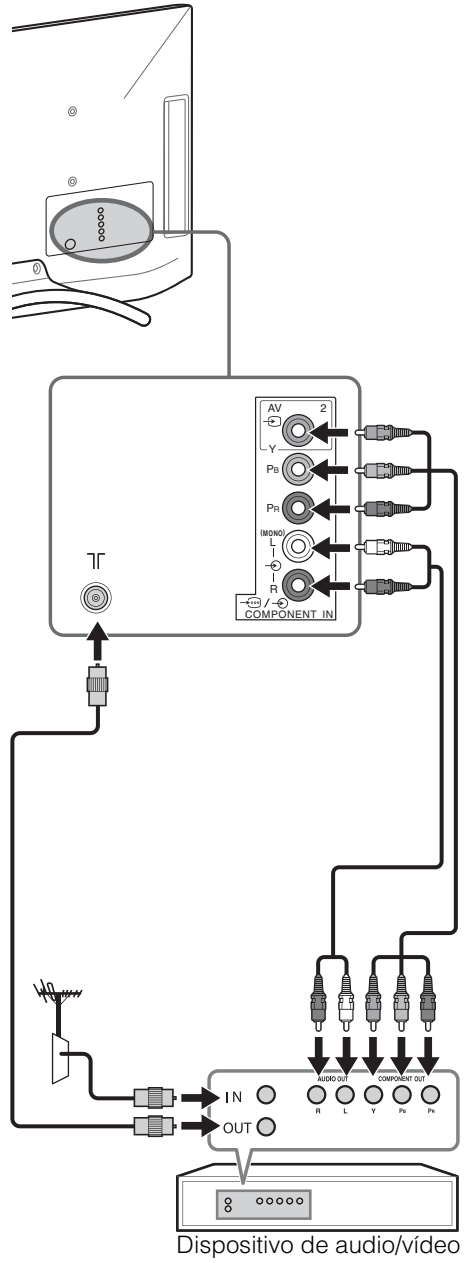 AV 2
Y
PB
PR
(MONO)
L
R
/
COMPONENT IN
AUDIO OUT COMPONENT OUT
R L Y PB PR
IN
OUT
Dispositivo de audio/vídeo